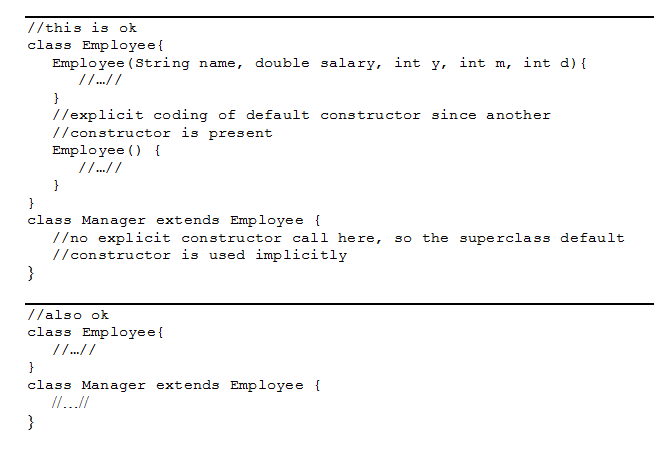 //this is ok
class Employee{
Employee(String name, double salary, int y, int m, int d){
//…//
}
//explicit coding of default constructor since another
//constructor is present
Employee() {
//…//
}
}
class Manager extends Employee {
//no explicit constructor call here, so the superclass default
//constructor is used implicitly
}
//also ok
class Employee{
//…//
}
class Manager extends Employee {
//…//
}